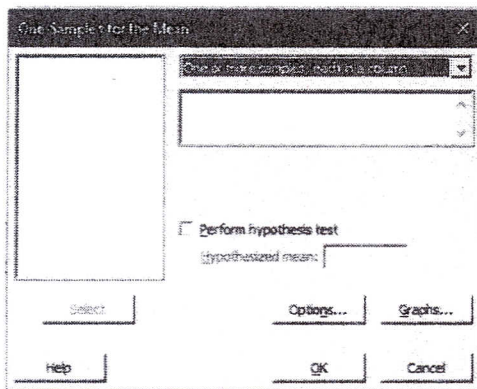 One-Sample t for the Mean
One or more samples, each in a column
Perform hypothesis test
Hypothesized mean:
Select
Options...
Graphs...
Help
OK
Cancel